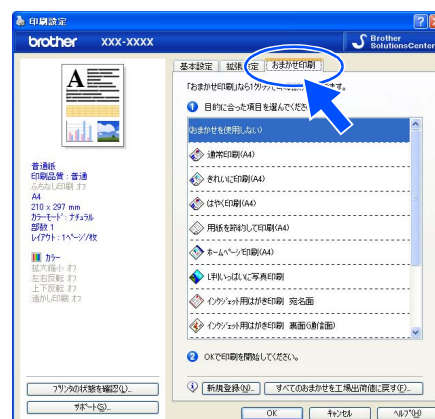 印刷設定
brother XXX-XXXX
Brother SolutionsCenter
基本設定 拡張 定 おまかせ印刷
「おまかせ印刷」なら1クリックで す。
1 目的に合った項目を選んでくださ
(おまかせを使用しない)
通常印刷(A4)
きれいに印刷(A4)
はやく印刷(A4)
用紙を節約して印刷(A4)
ホームページ印刷(A4)
L判いっぱいに写真印刷
インクジェット用はがき印刷 宛名面
インクジェット用はがき印刷 裏面(通信面)
2 OKで印刷を開始してください。
新規登録(N)... すべてのおまかせを工場出荷値に戻す(F)...
OK キャンセル ヘルプ(H)
A
普通紙
印刷品質 : 普通
ふちなし印刷 オフ
A4
210 x 297 mm
カラーモード : ナチュラル
部数 1
レイアウト : 1ページ/枚
カラー
拡大縮小 オフ
左右反転 オフ
上下反転 オフ
透かし印刷 オフ
プリンタの状態を確認(L)...
サポート(S)...